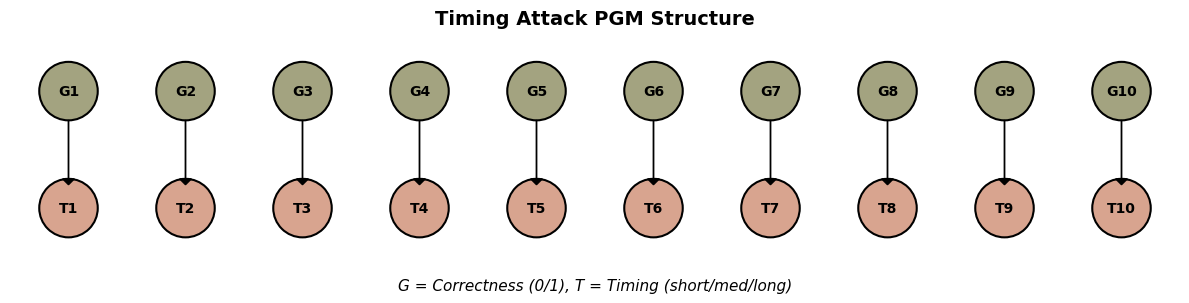 Timing Attack PGM Structure
G1 G2 G3 G4 G5 G6 G7 G8 G9 G10
T1 T2 T3 T4 T5 T6 T7 T8 T9 T10
G = Correctness (0/1), T = Timing (short/med/long)